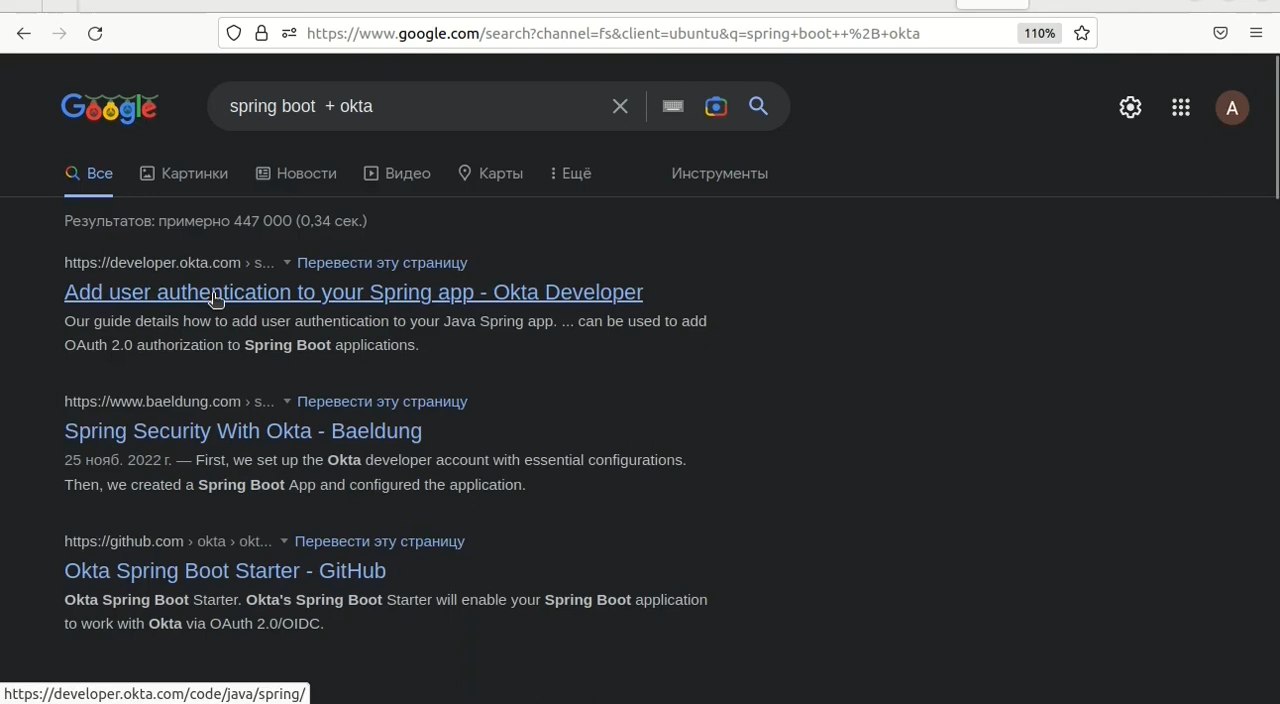 https://www.google.com/search?channel=fs&client=ubuntu&q=spring+boot++%2B+okta
110%
Google
spring boot + okta
A
Все
Картинки
Новости
Видео
Карты
Ещё
Инструменты
Результатов: примерно 447 000 (0,34 сек.)
https://developer.okta.com › s... Перевести эту страницу
Add user authentication to your Spring app - Okta Developer
Our guide details how to add user authentication to your Java Spring app. ... can be used to add
OAuth 2.0 authorization to Spring Boot applications.
https://www.baeldung.com › s... Перевести эту страницу
Spring Security With Okta - Baeldung
25 нояб. 2022 г. — First, we set up the Okta developer account with essential configurations.
Then, we created a Spring Boot App and configured the application.
https://github.com › okta › okt... Перевести эту страницу
Okta Spring Boot Starter - GitHub
Okta Spring Boot Starter. Okta's Spring Boot Starter will enable your Spring Boot application
to work with Okta via OAuth 2.0/OIDC.
https://developer.okta.com/code/java/spring/